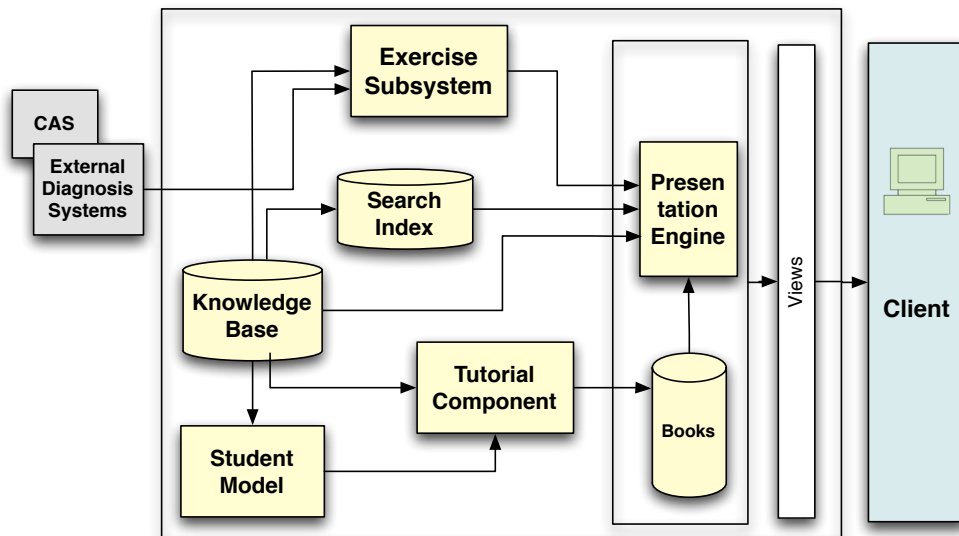 Exercise
Subsystem
CAS
External
Diagnosis
Systems
Search
Index
Presen
tation
Engine
Knowledge
Base
Views
Client
Tutorial
Component
Books
Student
Model